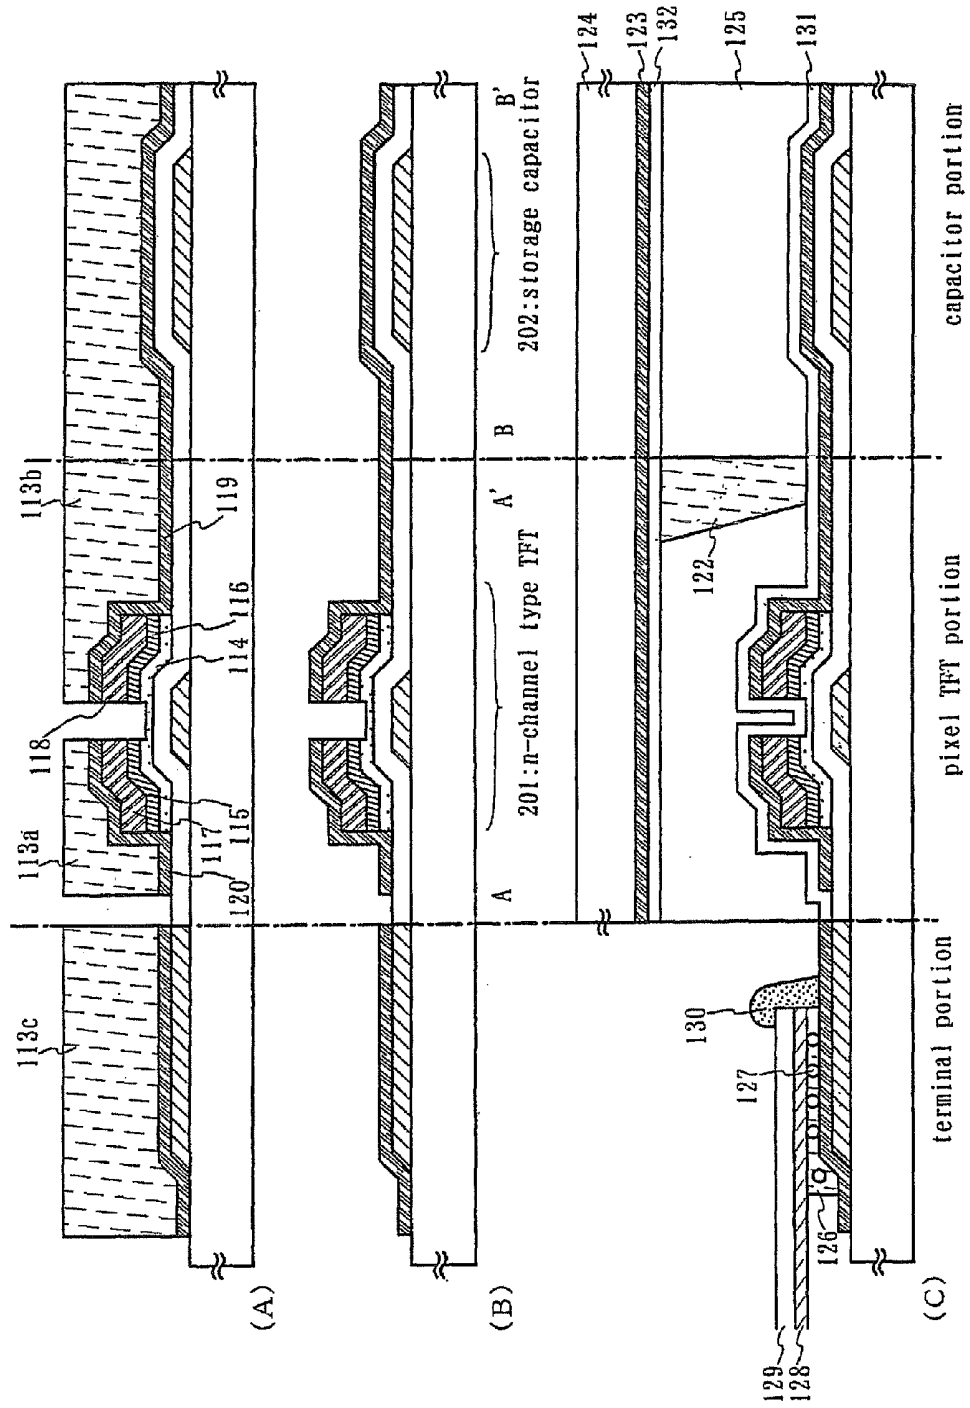 113c
113a
118
113b
120
117
115
114
116
119
(A)
A
A'
B
B'
201:n-channel type TFT
202:storage capacitor
(B)
124
123
132
125
131
122
130
127
126
129
128
terminal portion
pixel TFT portion
capacitor portion
(C)